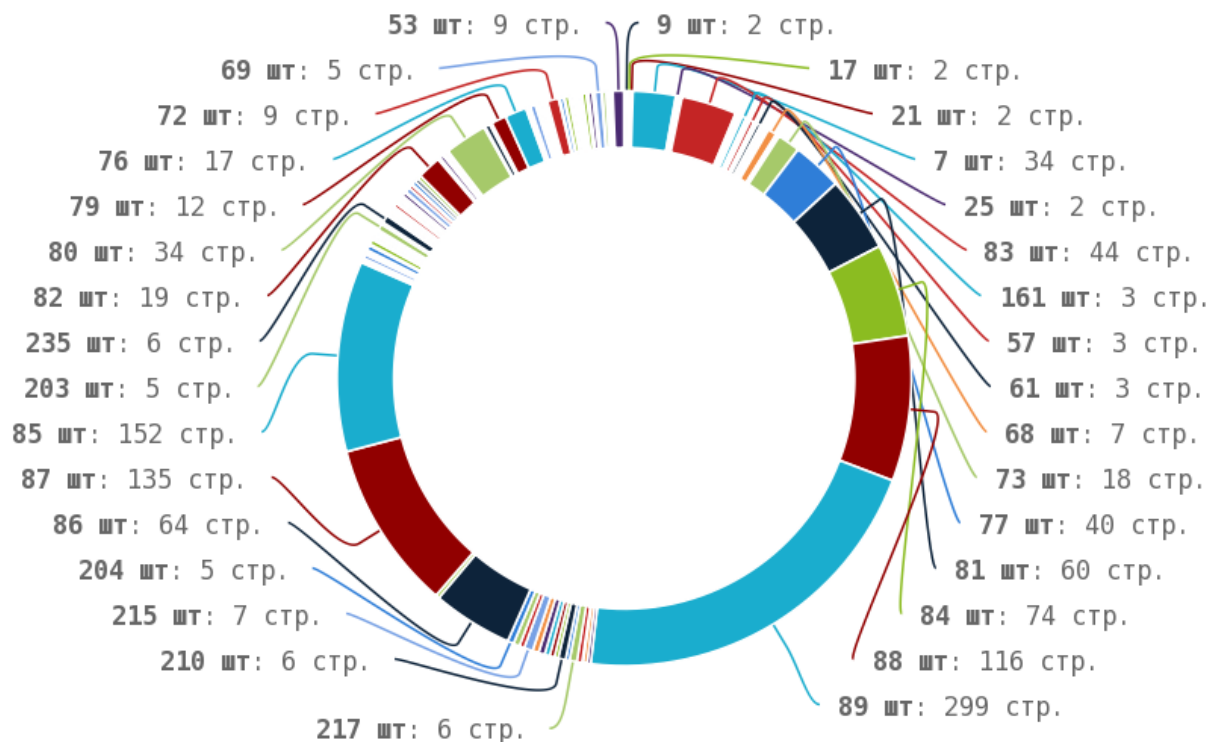 53 шт: 9 стр.
9 шт: 2 стр.
69 шт: 5 стр.
17 шт: 2 стр.
72 шт: 9 стр.
21 шт: 2 стр.
76 шт: 17 стр.
7 шт: 34 стр.
79 шт: 12 стр.
25 шт: 2 стр.
80 шт: 34 стр.
83 шт: 44 стр.
82 шт: 19 стр.
161 шт: 3 стр.
235 шт: 6 стр.
57 шт: 3 стр.
203 шт: 5 стр.
61 шт: 3 стр.
85 шт: 152 стр.
68 шт: 7 стр.
87 шт: 135 стр.
73 шт: 18 стр.
86 шт: 64 стр.
77 шт: 40 стр.
204 шт: 5 стр.
81 шт: 60 стр.
215 шт: 7 стр.
84 шт: 74 стр.
210 шт: 6 стр.
88 шт: 116 стр.
89 шт: 299 стр.
217 шт: 6 стр.